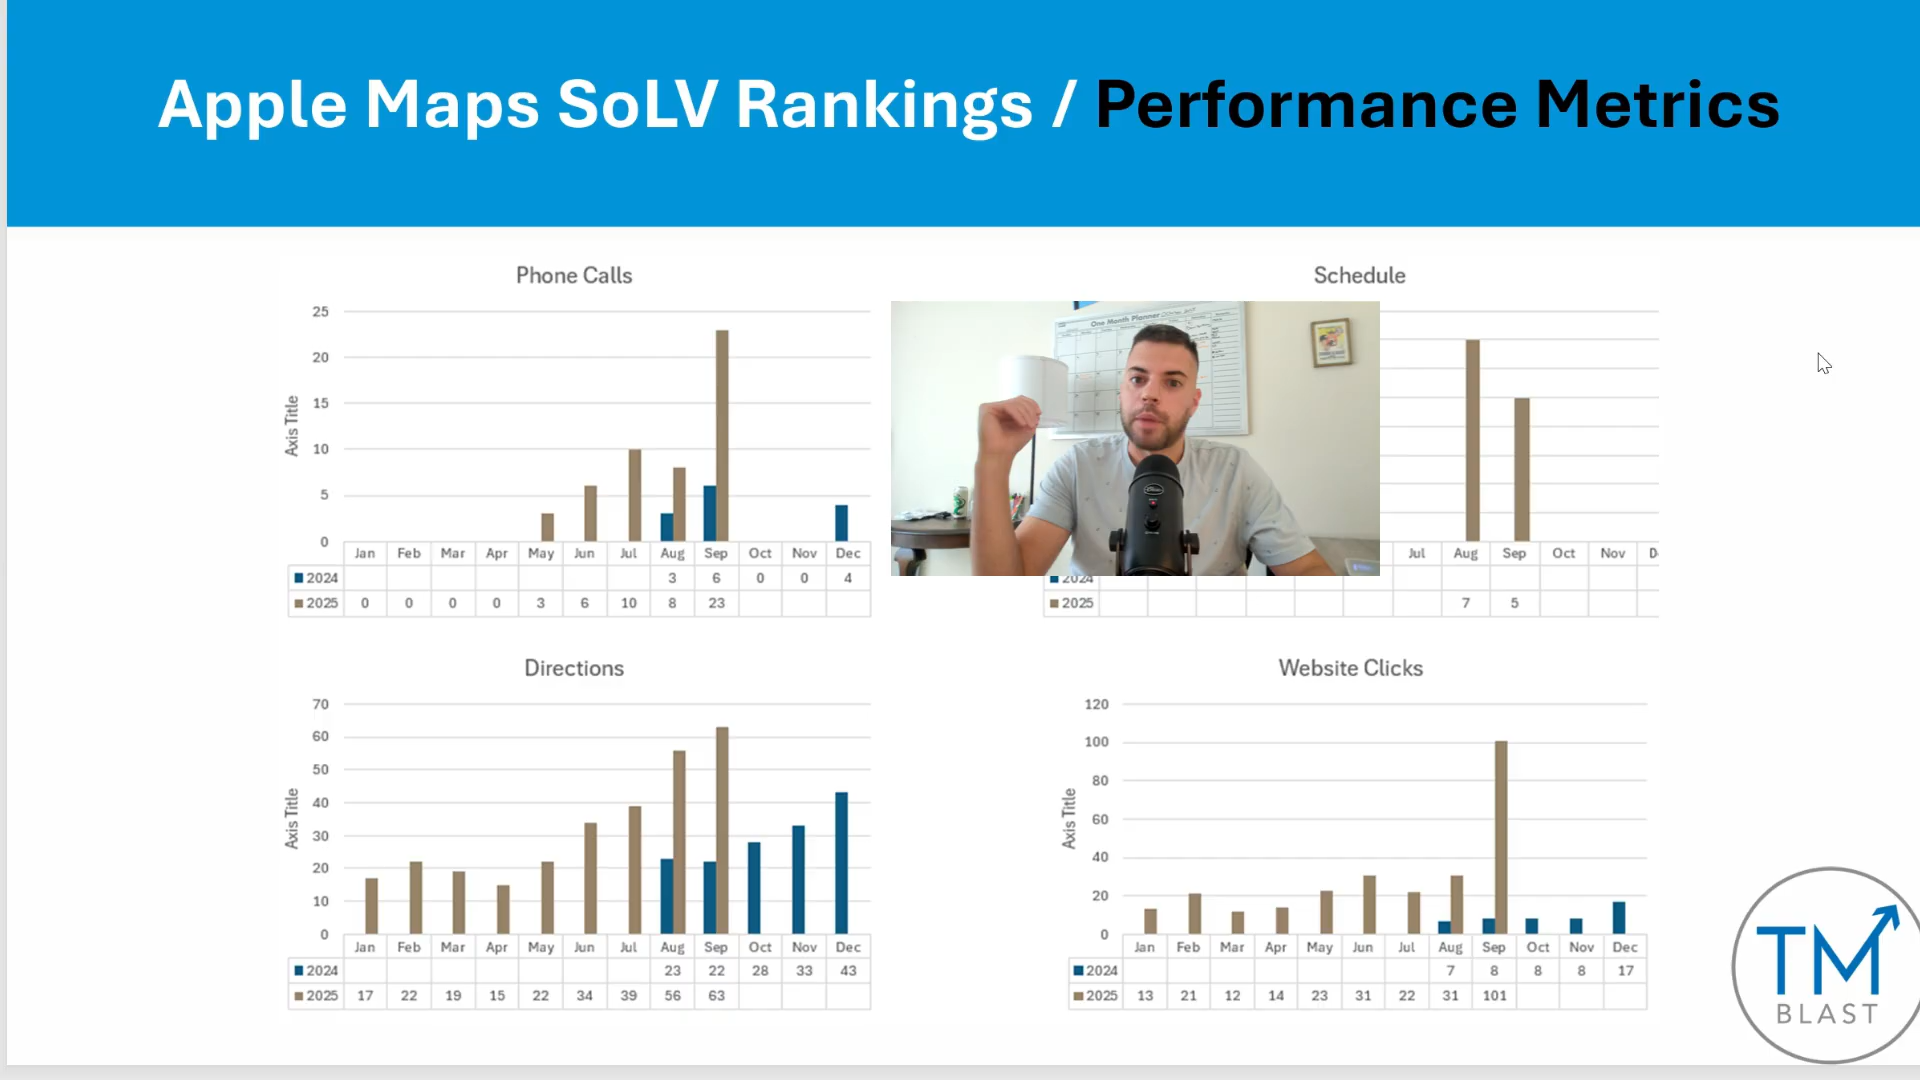 Apple Maps SoLV Rankings / Performance Metrics
Phone Calls
25
20
15
10
5
0
Axis Title
Jan Feb Mar Apr May Jun Jul Aug Sep Oct Nov Dec
2024 3 6 0 0 4
2025 0 0 0 0 3 6 10 8 23
Schedule
One Month Planner
Jul Aug Sep Oct Nov D
2024
2025 7 5
Directions
70
60
50
40
30
20
10
0
Axis Title
Jan Feb Mar Apr May Jun Jul Aug Sep Oct Nov Dec
2024 23 22 28 33 43
2025 17 22 19 15 22 34 39 56 63
Website Clicks
120
100
80
60
40
20
0
Axis Title
Jan Feb Mar Apr May Jun Jul Aug Sep Oct Nov Dec
2024 7 8 8 8 17
2025 13 21 12 14 23 31 22 31 101
TM
BLAST